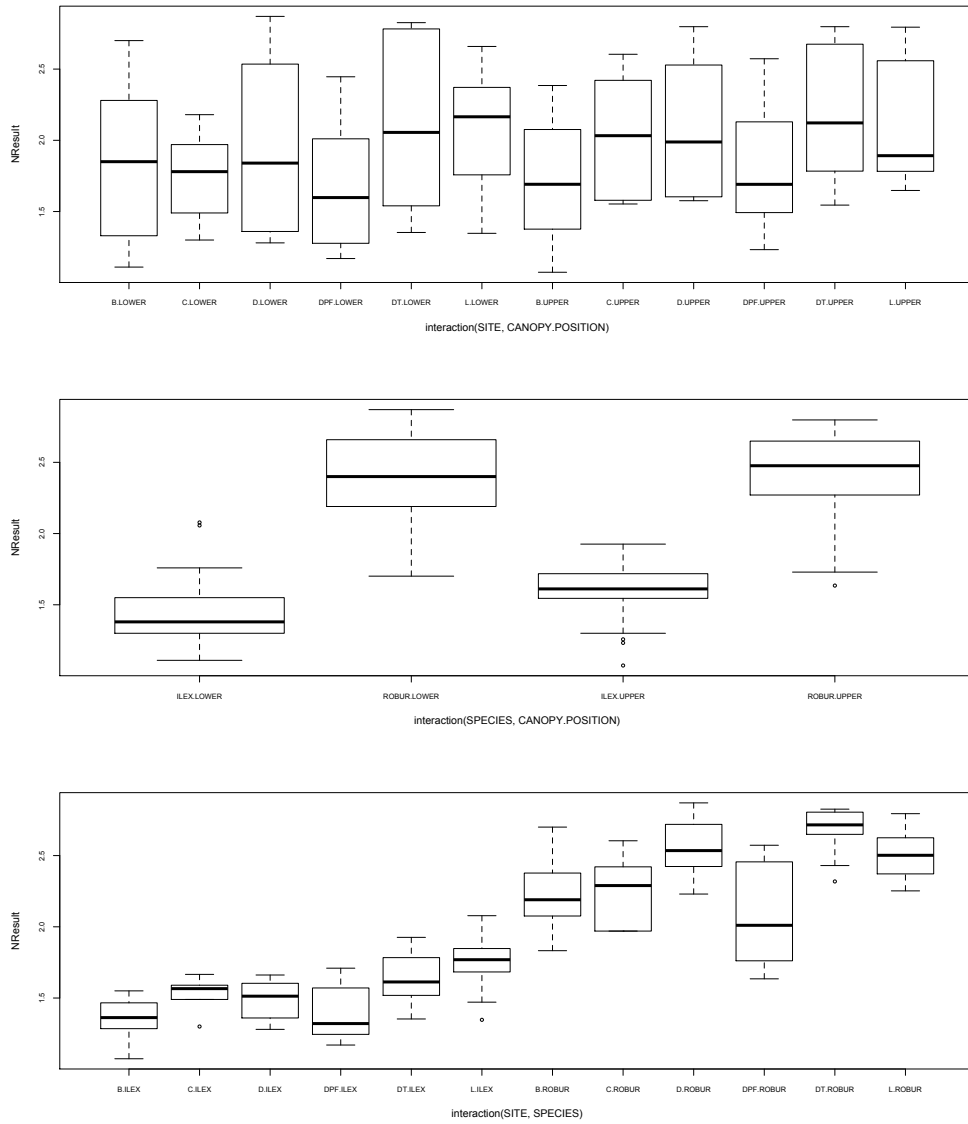 NResult
2.5
2.0
1.5
B.LOWER C.LOWER D.LOWER DPF.LOWER DT.LOWER L.LOWER B.UPPER C.UPPER D.UPPER DPF.UPPER DT.UPPER L.UPPER
interaction(SITE, CANOPY.POSITION)
NResult
2.5
2.0
1.5
ILEX.LOWER ROBUR.LOWER ILEX.UPPER ROBUR.UPPER
interaction(SPECIES, CANOPY.POSITION)
NResult
2.5
2.0
1.5
B.ILEX C.ILEX D.ILEX DPF.ILEX DT.ILEX L.ILEX B.ROBUR C.ROBUR D.ROBUR DPF.ROBUR DT.ROBUR L.ROBUR
interaction(SITE, SPECIES)